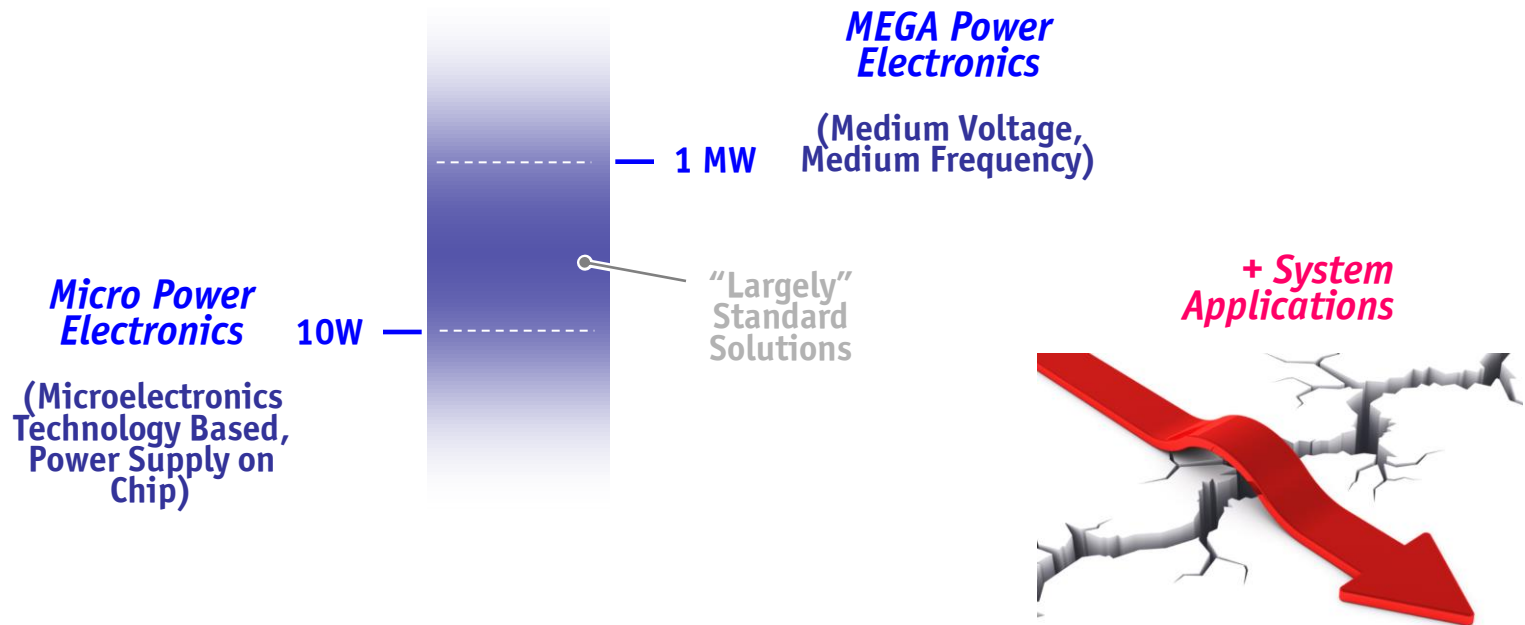 MEGA Power
Electronics
(Medium Voltage,
Medium Frequency)
1 MW
“Largely”
Standard
Solutions
+ System
Applications
Micro Power
Electronics
10W
(Microelectronics
Technology Based,
Power Supply on
Chip)